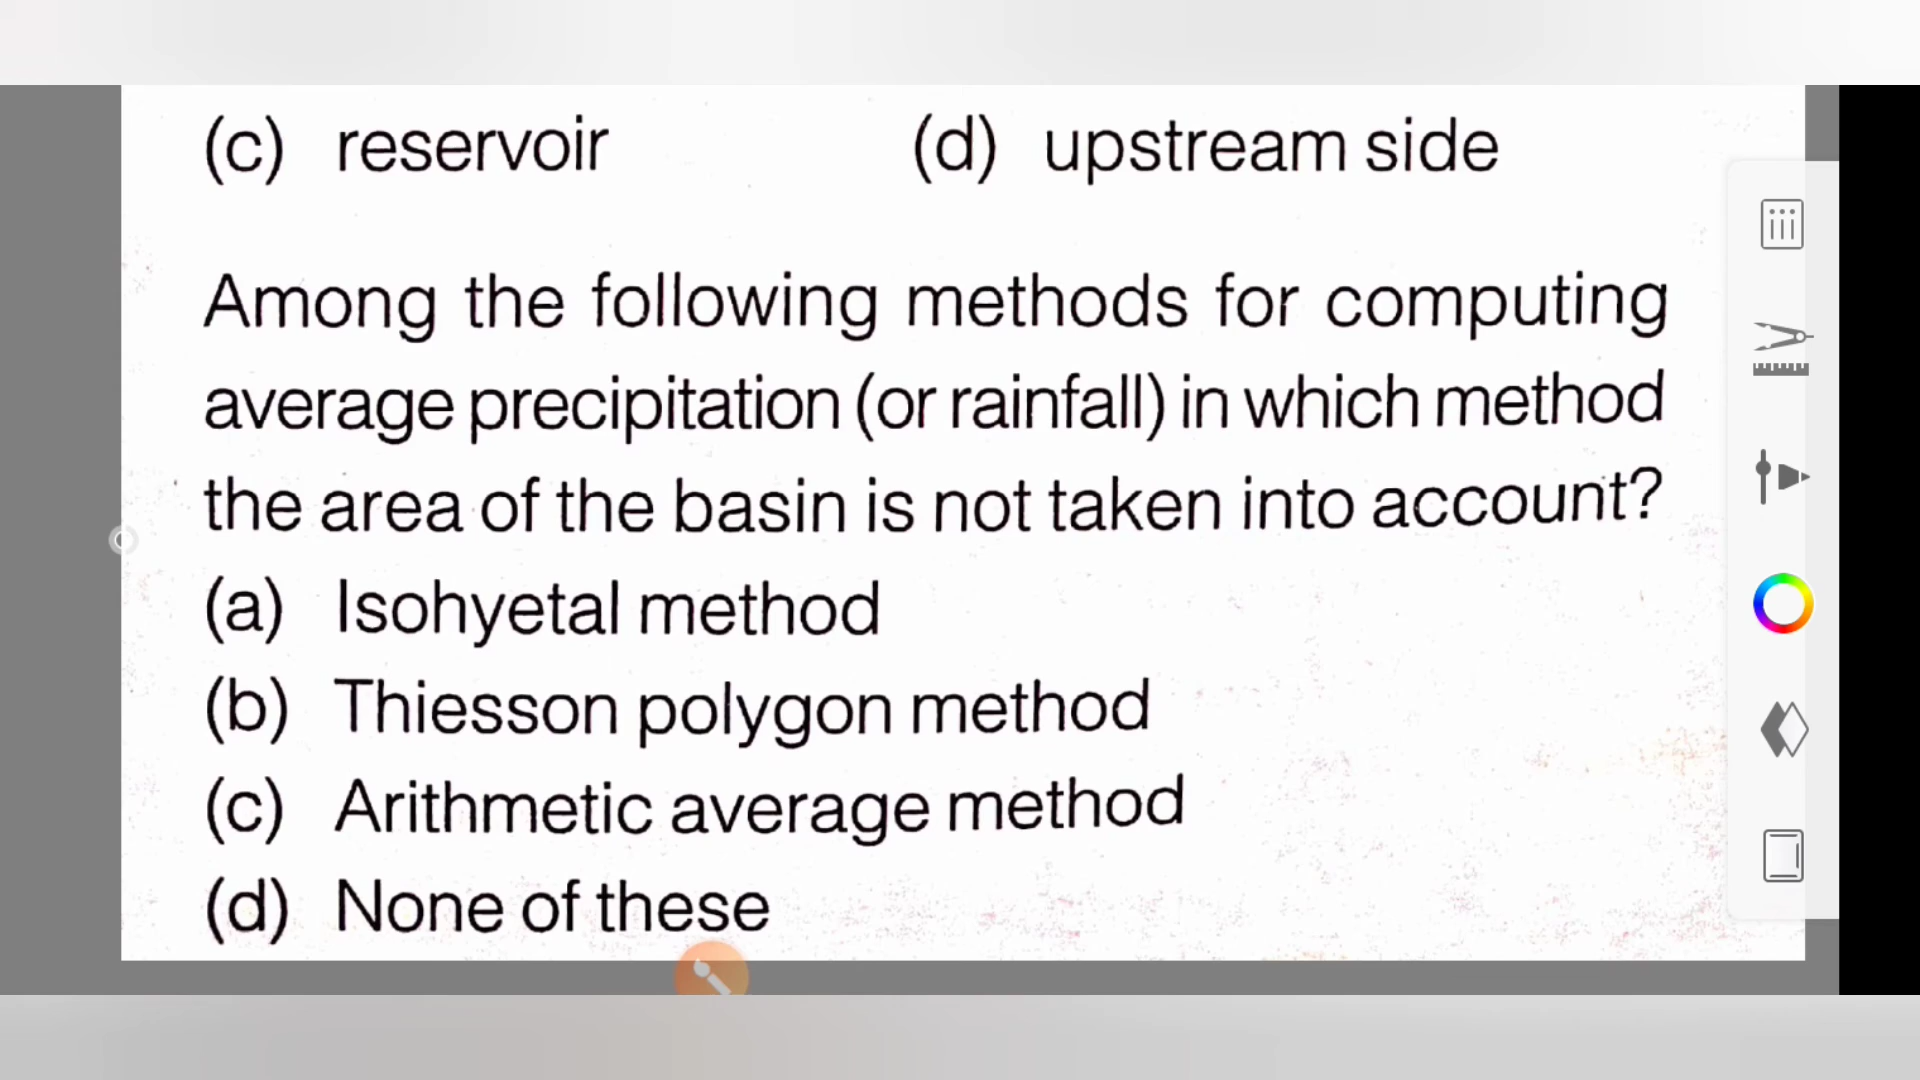 (c) reservoir (d) upstream side
Among the following methods for computing
average precipitation (or rainfall) in which method
the area of the basin is not taken into account?
(a) Isohyetal method
(b) Thiesson polygon method
(c) Arithmetic average method
(d) None of these